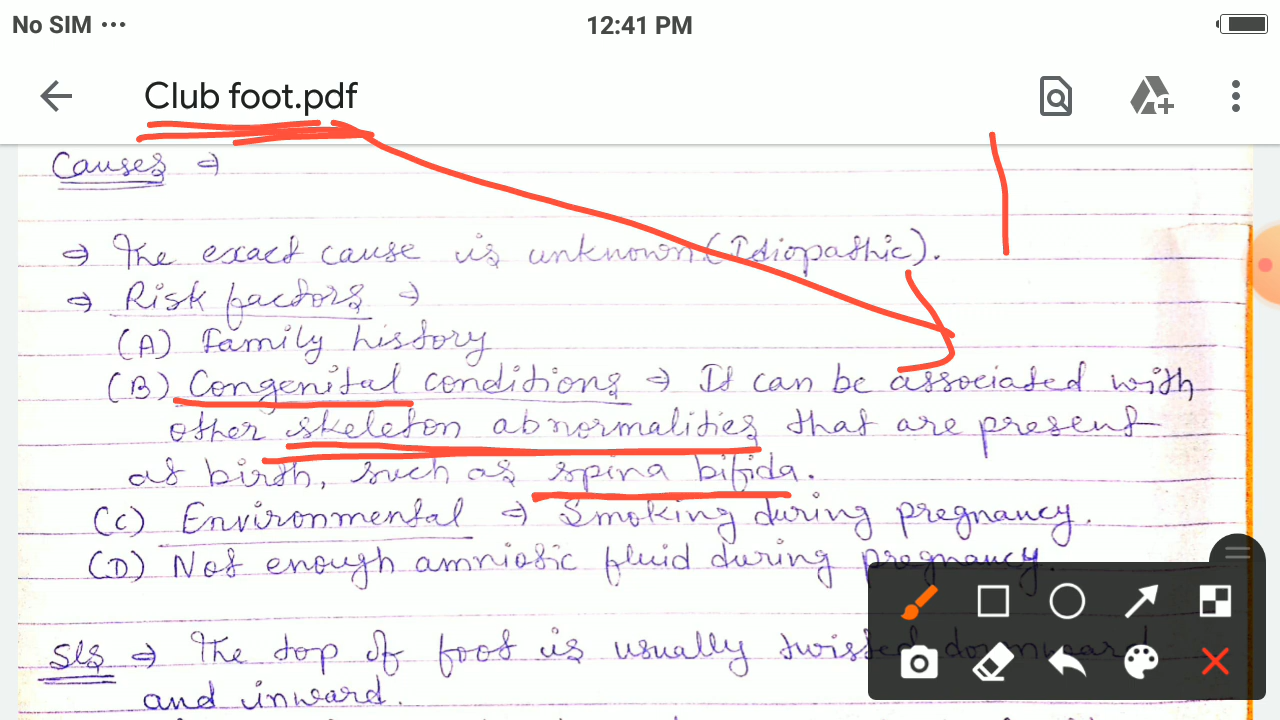 No SIM ...
12:41 PM
Club foot.pdf
Causes ⇒
⇒ The exact cause is unknown (Idiopathic).
⇒ Risk factors ⇒
(A) Family history
(B) Congenital conditions ⇒ It can be associated with
other skeleton abnormalities that are present
at birth, such as spina bifida.
(C) Environmental ⇒ Smoking during pregnancy.
(D) Not enough amniotic fluid during pregnancy.
S/s ⇒ The top of foot is usually twisted downward
and inward.